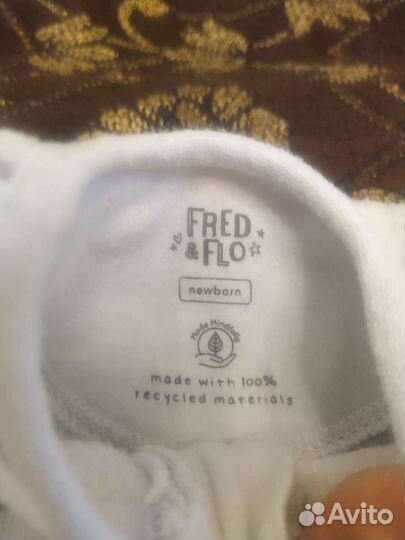 FRED
& FLO
newborn
Made Mindfully
made with 100%
recycled materials
Avito